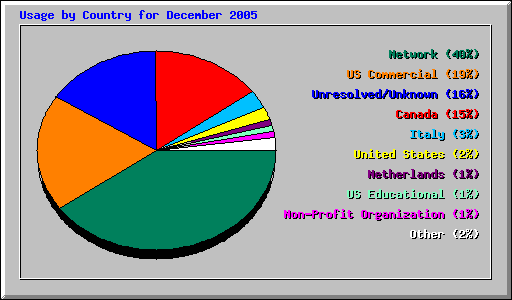 Usage by Country for December 2005
Network (40%)
US Commercial (19%)
Unresolved/Unknown (16%)
Canada (15%)
Italy (3%)
United States (2%)
Netherlands (1%)
US Educational (1%)
Non-Profit Organization (1%)
Other (2%)